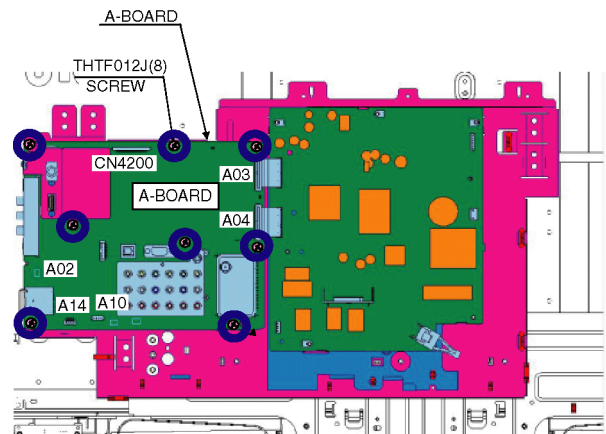 A-BOARD
THTF012J(8)
SCREW
CN4200
A03
A-BOARD
A04
A02
A14
A10